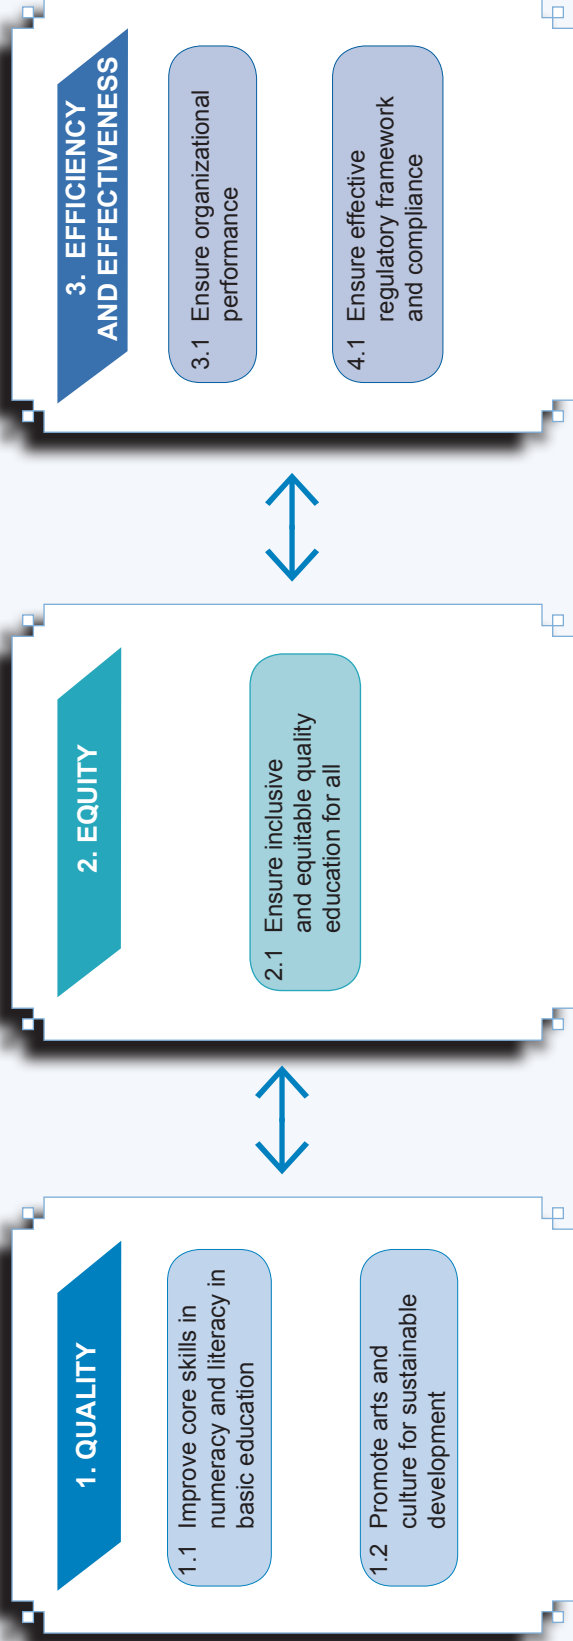 1. QUALITY
1.1 Improve core skills in
numeracy and literacy in
basic education
1.2 Promote arts and
culture for sustainable
development
2. EQUITY
2.1 Ensure inclusive
and equitable quality
education for all
3. EFFICIENCY
AND EFFECTIVENESS
3.1 Ensure organizational
performance
4.1 Ensure effective
regulatory framework
and compliance